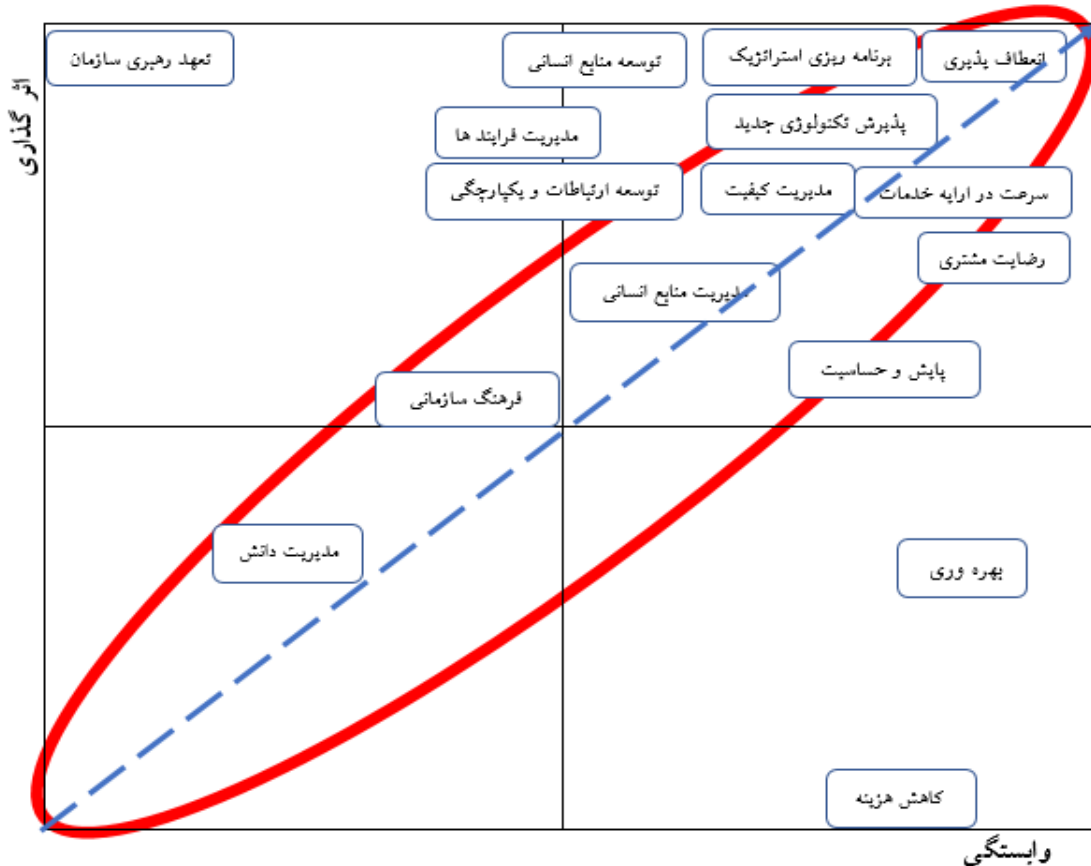 تعهد رهبری سازمان
توسعه منابع انسانی
برنامه ریزی استراتژیک
انعطاف پذیری
اثر گذاری
مدیریت فرایند ها
پذیرش تکنولوژی جدید
توسعه ارتباطات و یکپارچگی
مدیریت کیفیت
سرعت در ارایه خدمات
رضایت مشتری
مدیریت منابع انسانی
پایش و حساسیت
فرهنگ سازمانی
مدیریت دانش
بهره وری
کاهش هزینه
وابستگی